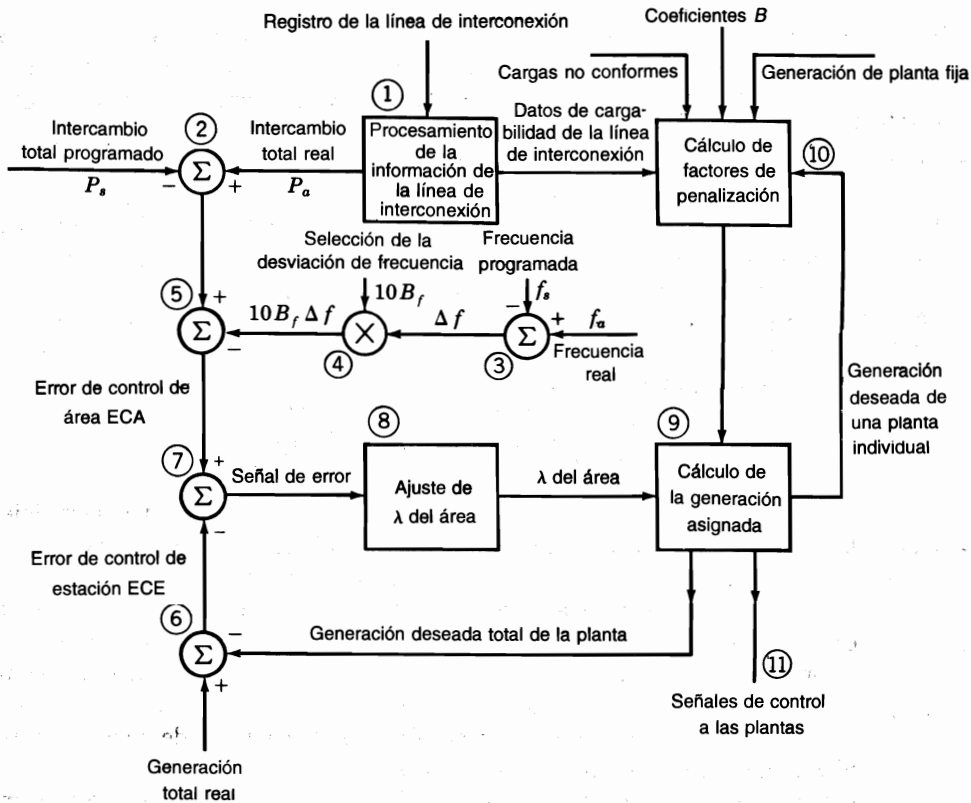 Registro de la línea de interconexión
Coeficientes B
Cargas no conformes
Generación de planta fija
①
Procesamiento
de la
información de
la línea de
interconexión
Datos de carga-
bilidad de la línea
de interconexión
Cálculo de
factores de
penalización
⑩
Intercambio
total programado
P_s
②
Σ
−
+
Intercambio
total real
P_a
Selección de la
desviación de frecuencia
10 B_f
Frecuencia
programada
f_s
⑤
+
Σ
−
10 B_f Δ f
×
④
Δ f
−
Σ
+
③
f_a
Frecuencia
real
Error de control de
área ECA
Generación
deseada de
una planta
individual
⑦
+
Σ
−
Señal de error
⑧
Ajuste de
λ del área
λ del área
⑨
Cálculo de
la generación
asignada
Error de control de
estación ECE
⑥
−
Σ
+
Generación deseada total de la planta
⑪
Señales de control
a las plantas
Generación
total real